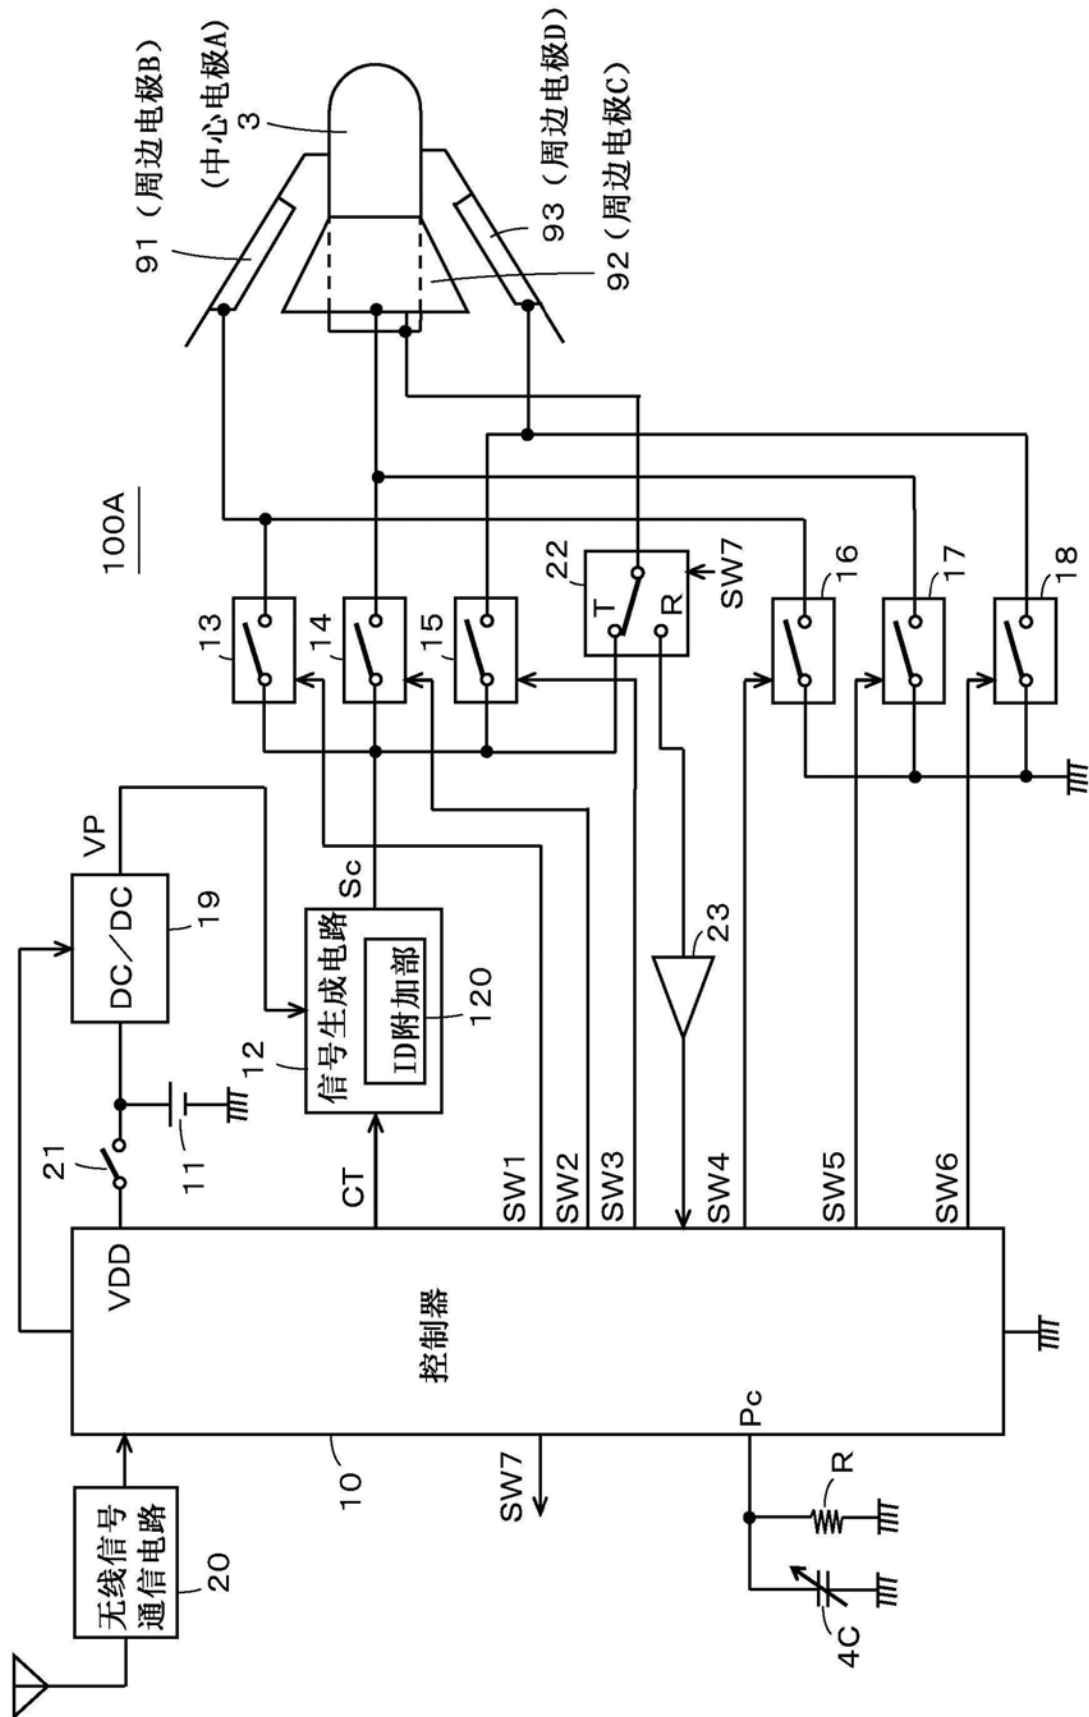 100A
91（周边电极B）
(中心电极A)
3
93（周边电极D）
92（周边电极C）
VP
DC／DC
19
21
11
VDD
无线信号
通信电路
20
10
控制器
CT
12
信号生成电路
ID附加部
120
Sc
13
14
15
22
T
R
SW7
16
17
18
SW1
SW2
SW3
23
SW4
SW5
SW6
SW7
Pc
R
4C